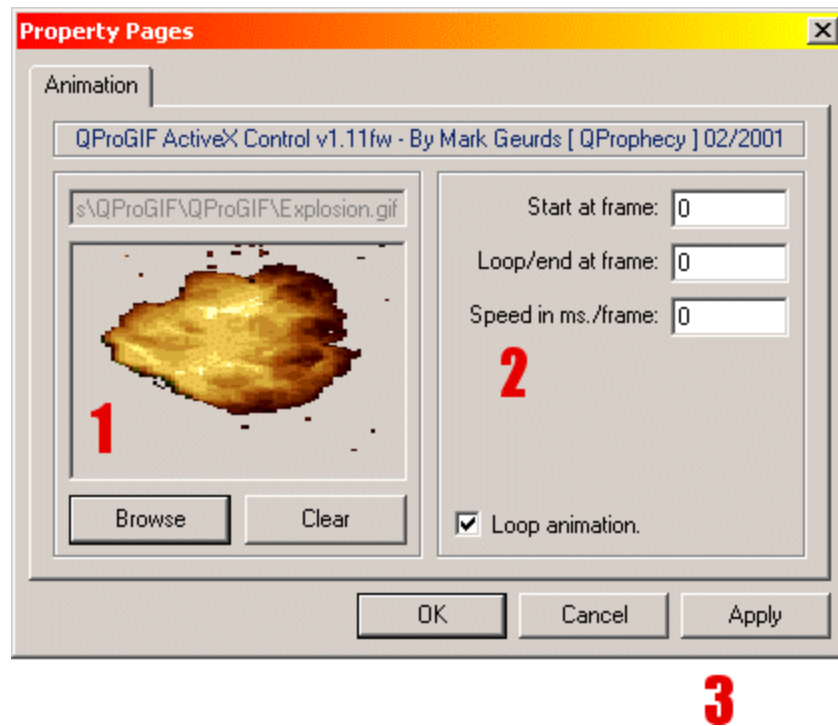 Property Pages
Animation
QProGIF ActiveX Control v1.11fw - By Mark Geurds [ QProphecy ] 02/2001
s\QProGIF\QProGIF\Explosion.gif
1
Browse
Clear
Start at frame: 0
Loop/end at frame: 0
Speed in ms./frame: 0
2
Loop animation.
OK
Cancel
Apply
3